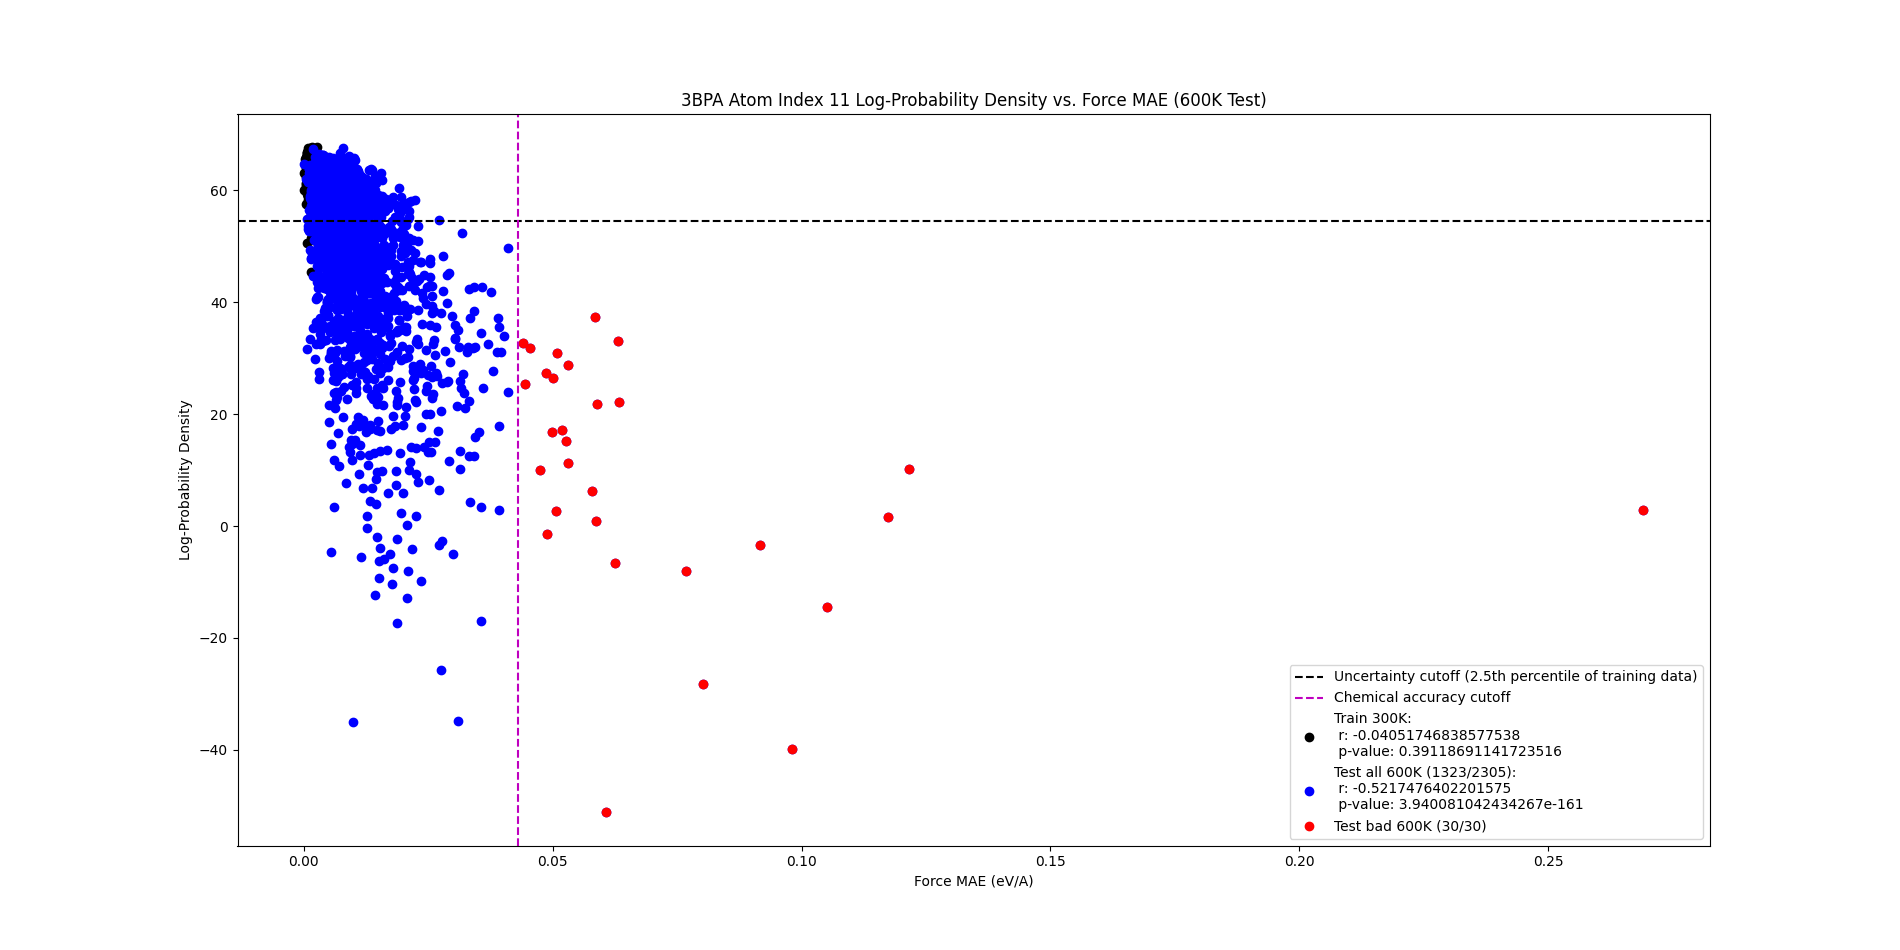 3BPA Atom Index 11 Log-Probability Density vs. Force MAE (600K Test)
Log-Probability Density
60
40
20
0
−20
−40
0.00
0.05
0.10
0.15
0.20
0.25
Force MAE (eV/A)
Uncertainty cutoff (2.5th percentile of training data)
Chemical accuracy cutoff
Train 300K:
r: -0.04051746838577538
p-value: 0.39118691141723516
Test all 600K (1323/2305):
r: -0.5217476402201575
p-value: 3.940081042434267e-161
Test bad 600K (30/30)